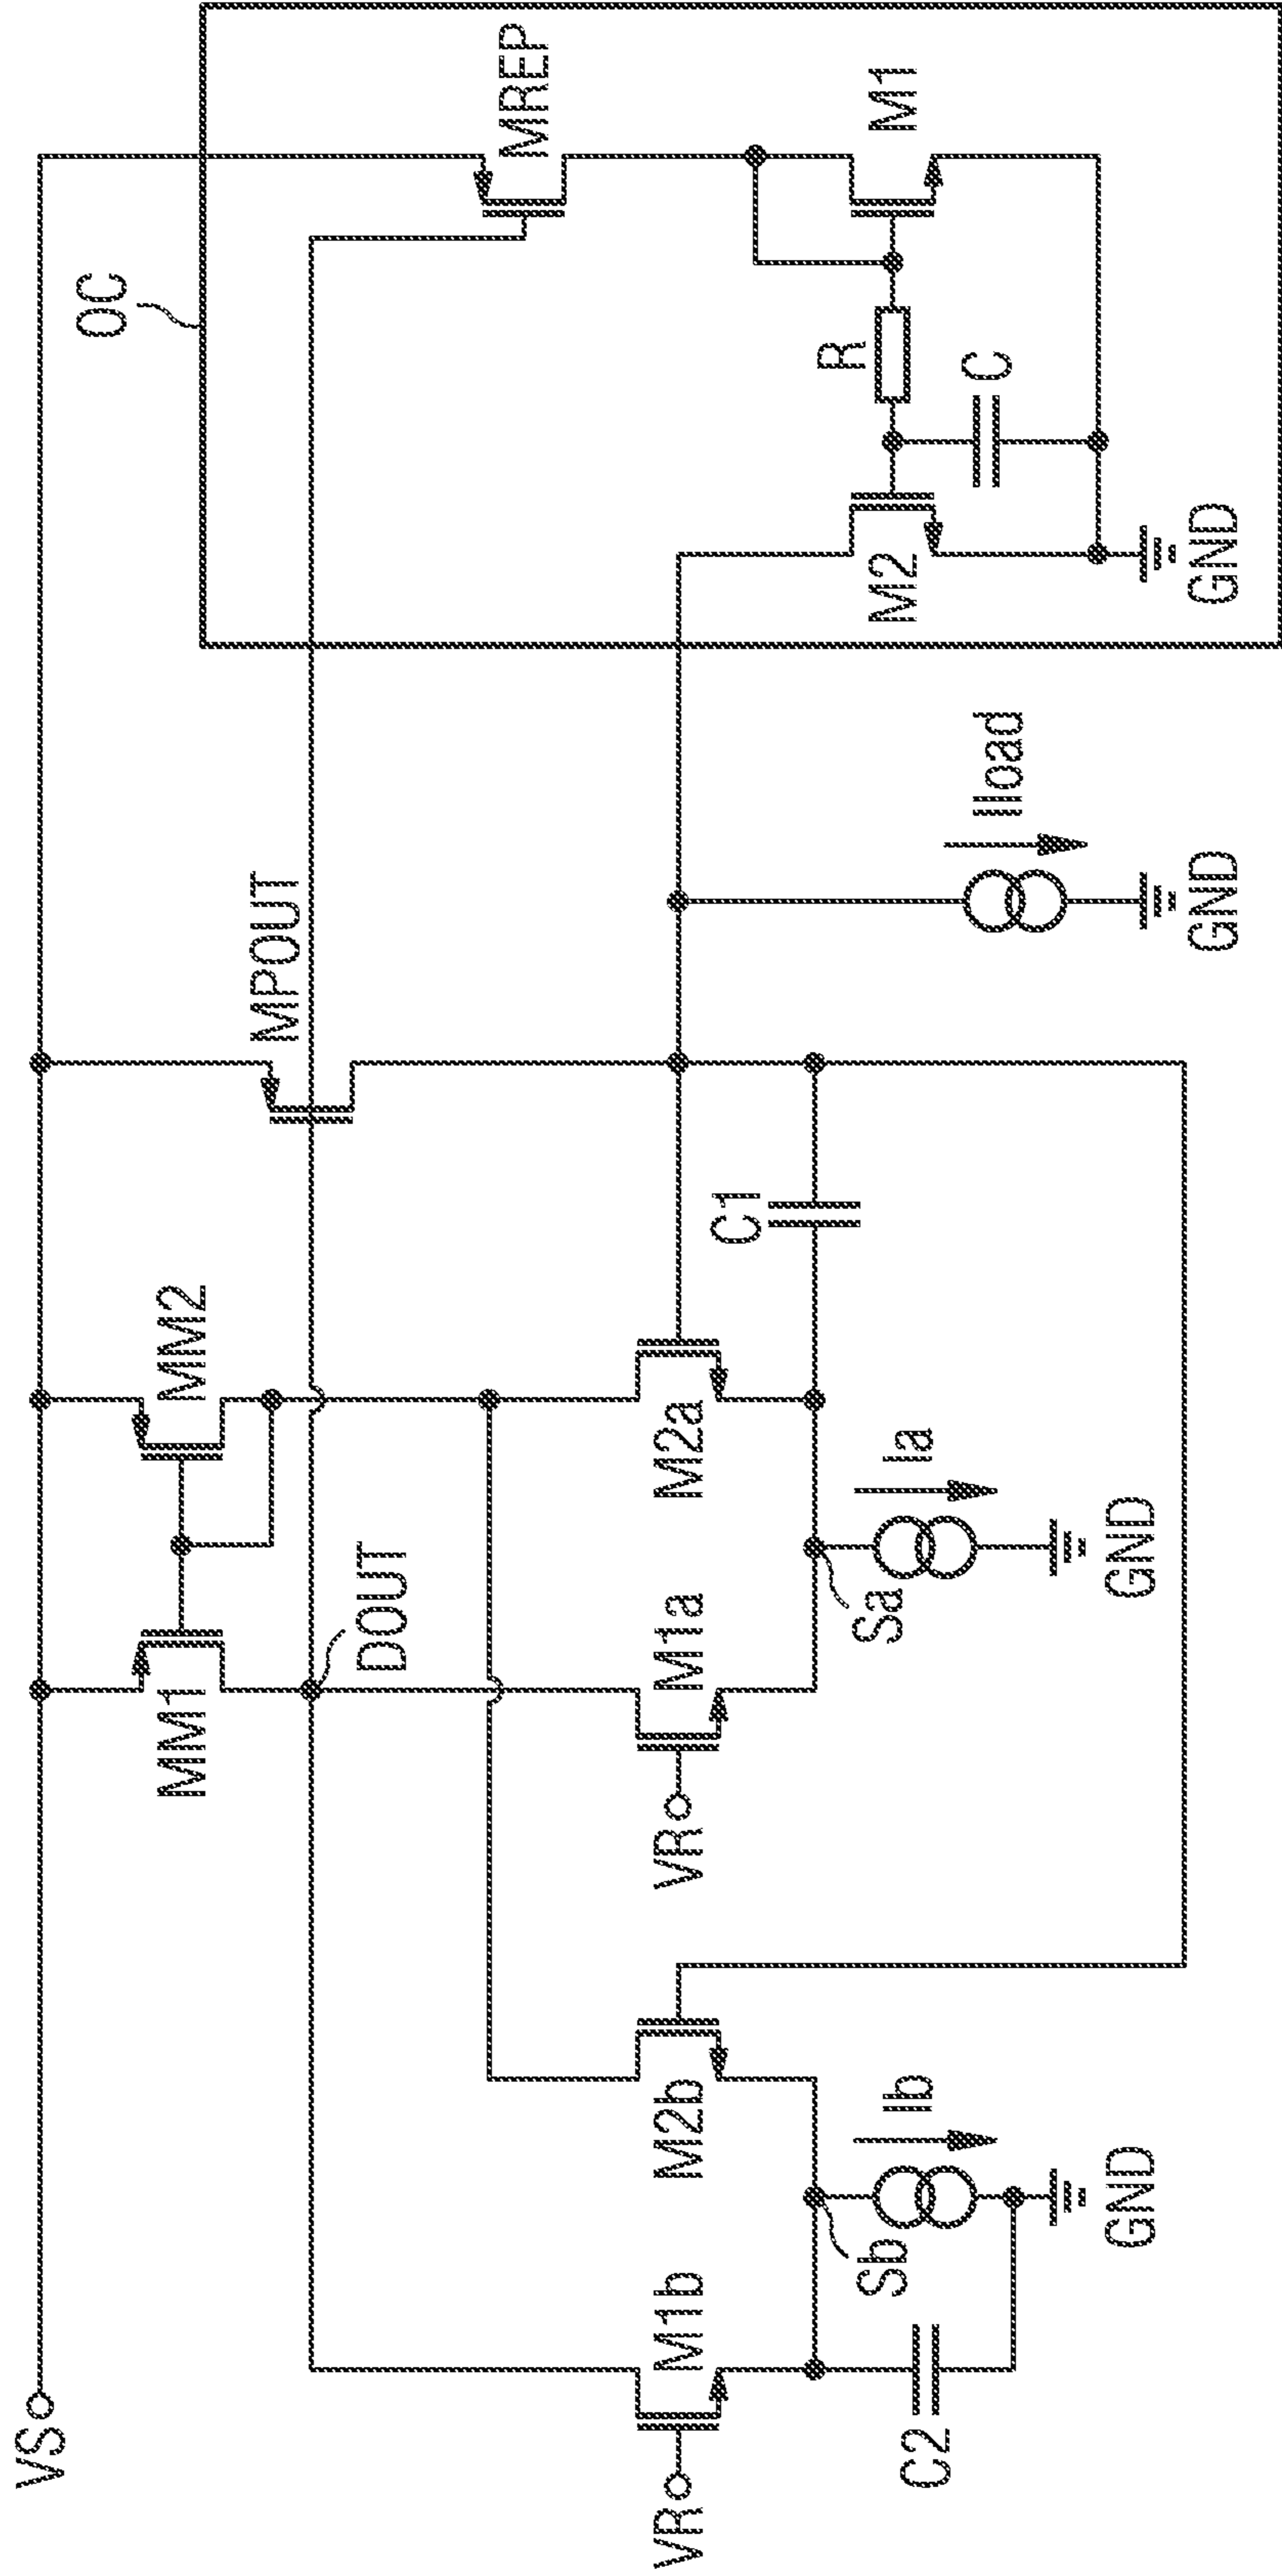 VS
MM1
MM2
MPOUT
OC
MREP
DOUT
VR
M1b
M2b
VR
M1a
M2a
C1
R
M1
M2
C
Sb
Ib
Sa
Ia
Iload
C2
GND
GND
GND
GND